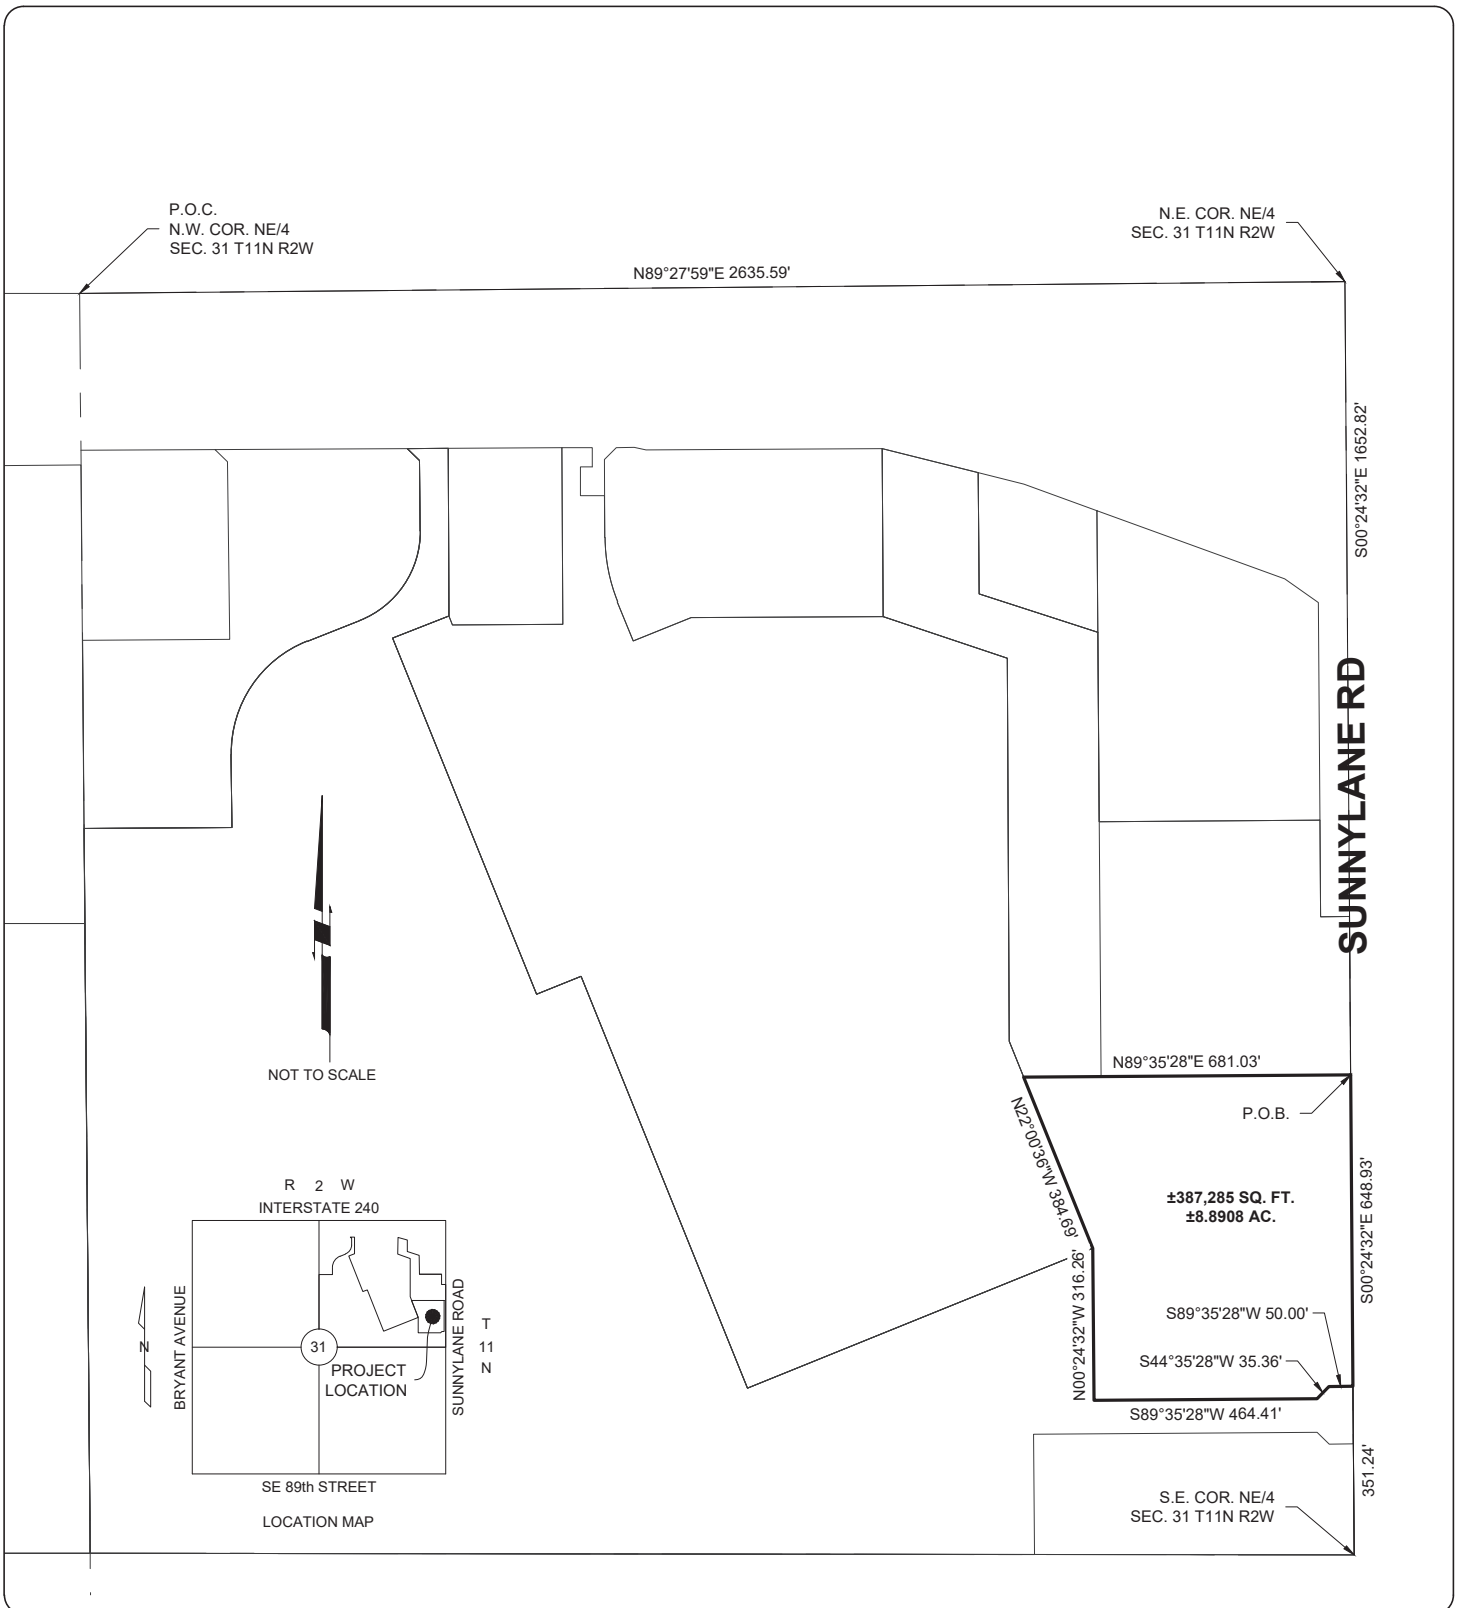 P.O.C.
N.W. COR. NE/4
SEC. 31 T11N R2W
N.E. COR. NE/4
SEC. 31 T11N R2W
N89°27'59"E 2635.59'
S00°24'32"E 1652.82'
SUNNYLANE RD
NOT TO SCALE
N89°35'28"E 681.03'
P.O.B.
N22°00'36"W 384.69'
±387,285 SQ. FT.
±8.8908 AC.
S00°24'32"E 648.93'
N00°24'32"W 316.26'
S89°35'28"W 50.00'
S44°35'28"W 35.36'
S89°35'28"W 464.41'
351.24'
S.E. COR. NE/4
SEC. 31 T11N R2W
R 2 W
INTERSTATE 240
BRYANT AVENUE
N
31
PROJECT
LOCATION
SUNNYLANE ROAD
T
11
N
SE 89th STREET
LOCATION MAP